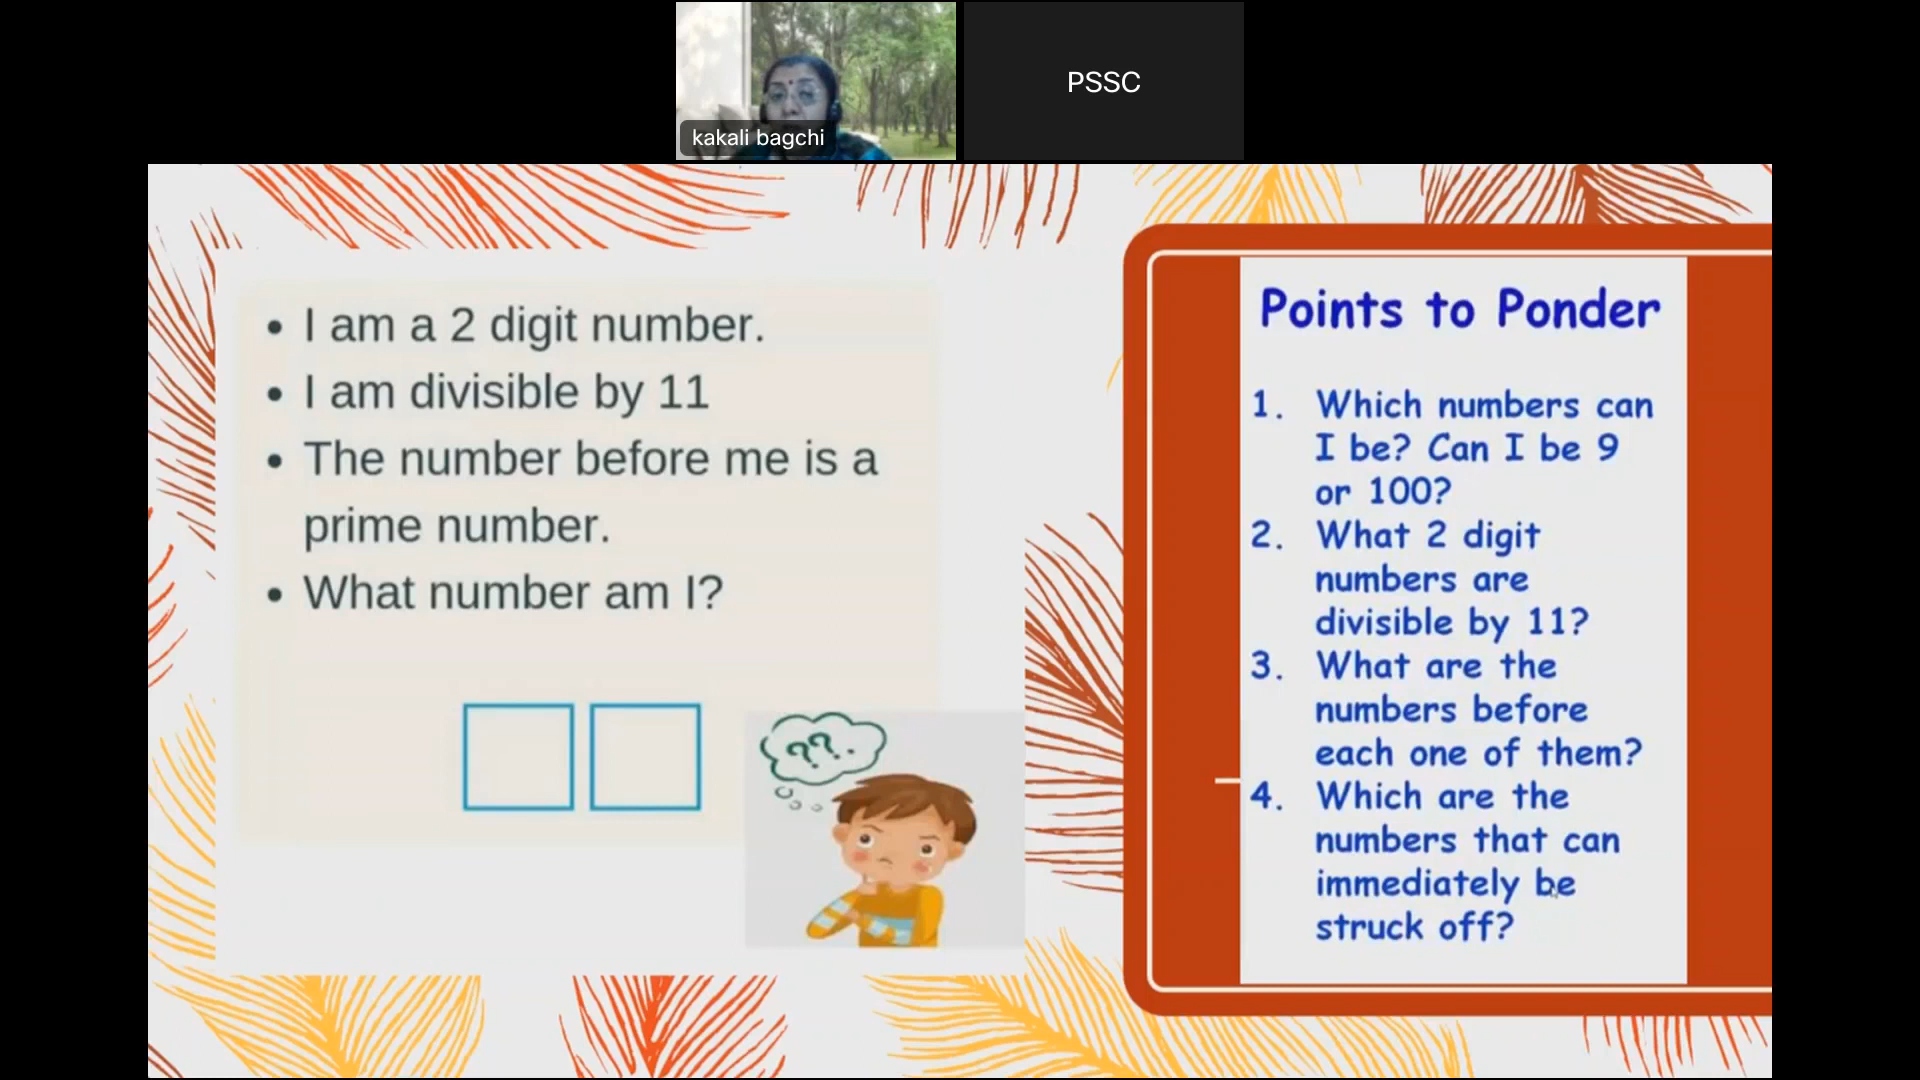 kakali bagchi
PSSC
• I am a 2 digit number.
• I am divisible by 11
• The number before me is a
prime number.
• What number am I?
??.
Points to Ponder
1. Which numbers can
I be? Can I be 9
or 100?
2. What 2 digit
numbers are
divisible by 11?
3. What are the
numbers before
each one of them?
4. Which are the
numbers that can
immediately be
struck off?